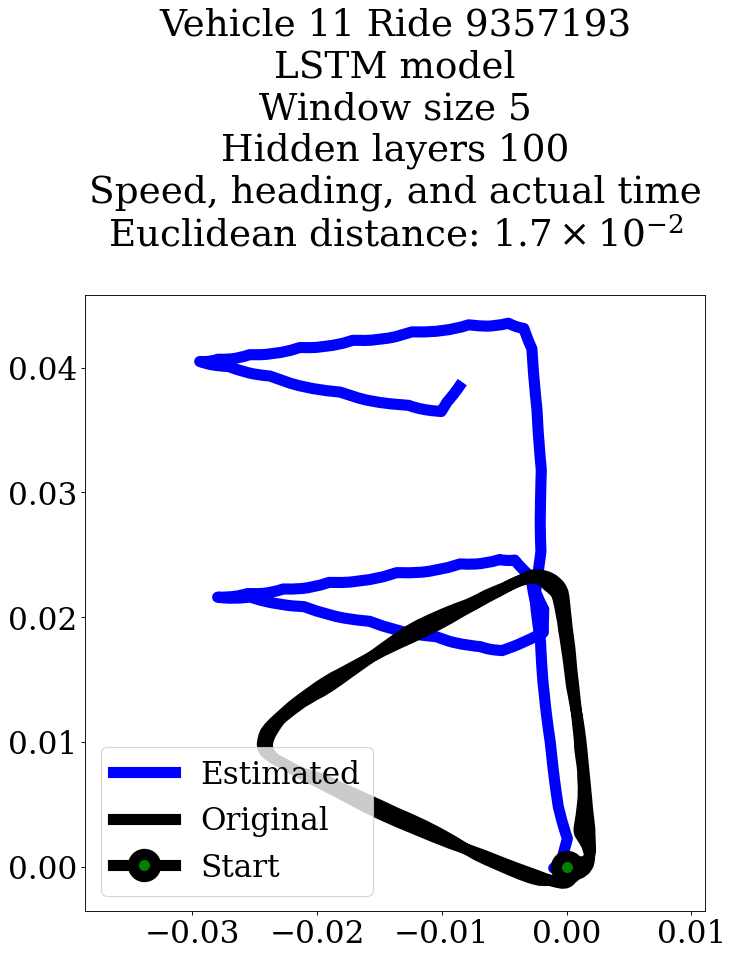 Vehicle 11 Ride 9357193
LSTM model
Window size 5
Hidden layers 100
Speed, heading, and actual time
Euclidean distance: 1.7 × 10⁻²
0.04
0.03
0.02
0.01
0.00
Estimated
Original
Start
−0.03 −0.02 −0.01 0.00 0.01